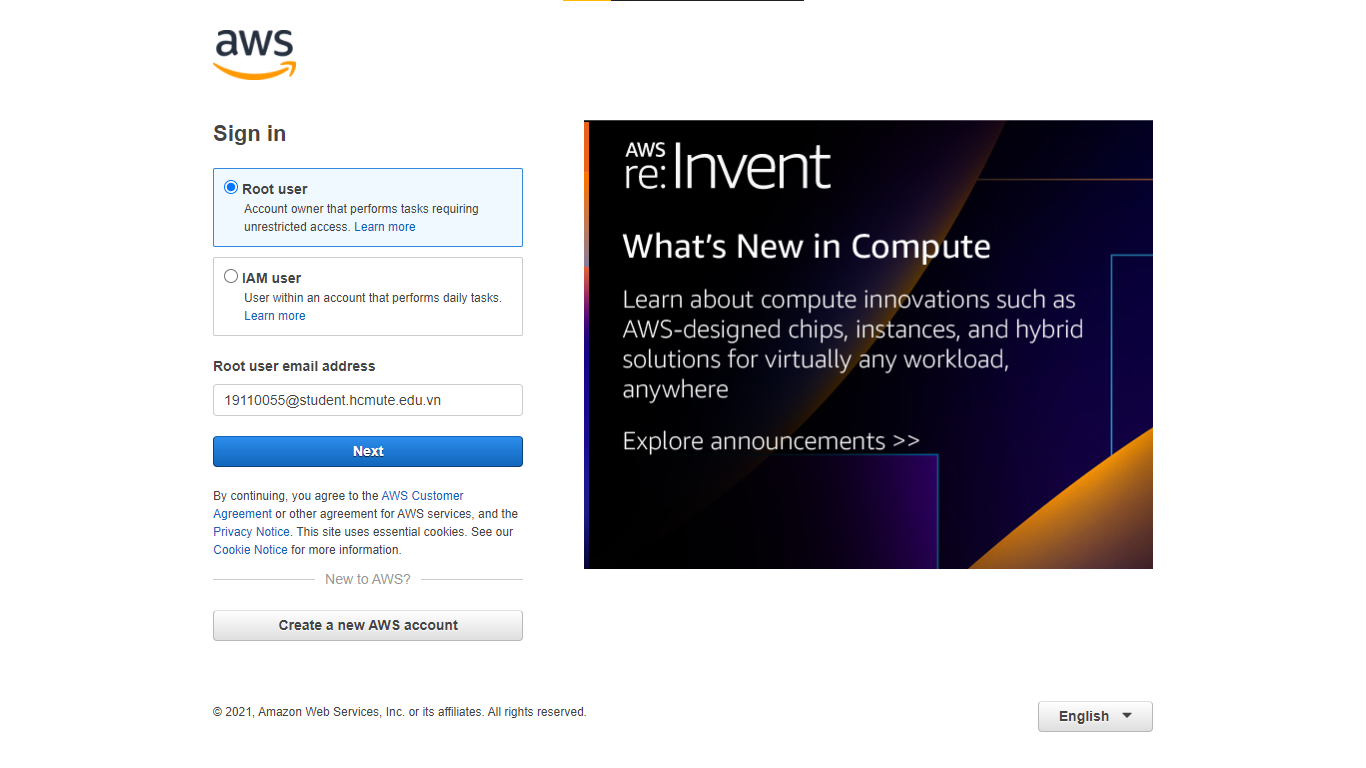 aws
Sign in
Root user
Account owner that performs tasks requiring
unrestricted access. Learn more
IAM user
User within an account that performs daily tasks.
Learn more
Root user email address
19110055@student.hcmute.edu.vn
Next
By continuing, you agree to the AWS Customer
Agreement or other agreement for AWS services, and the
Privacy Notice. This site uses essential cookies. See our
Cookie Notice for more information.
New to AWS?
Create a new AWS account
AWS
re:Invent
What's New in Compute
Learn about compute innovations such as
AWS-designed chips, instances, and hybrid
solutions for virtually any workload,
anywhere
Explore announcements >>
© 2021, Amazon Web Services, Inc. or its affiliates. All rights reserved.
English